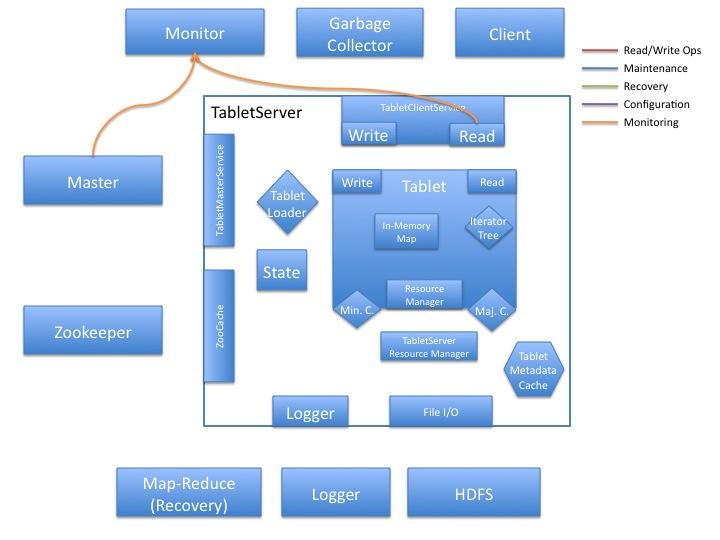 Monitor
Garbage
Collector
Client
Read/Write Ops
Maintenance
Recovery
Configuration
Monitoring
TabletServer
TabletClientService
Write
Read
Master
TabletMasterService
Tablet
Loader
Write
Tablet
Read
In-Memory
Map
Iterator
Tree
State
Resource
Manager
Min. C.
Maj. C.
Zookeeper
ZooCache
TabletServer
Resource Manager
Tablet
Metadata
Cache
Logger
File I/O
Map-Reduce
(Recovery)
Logger
HDFS